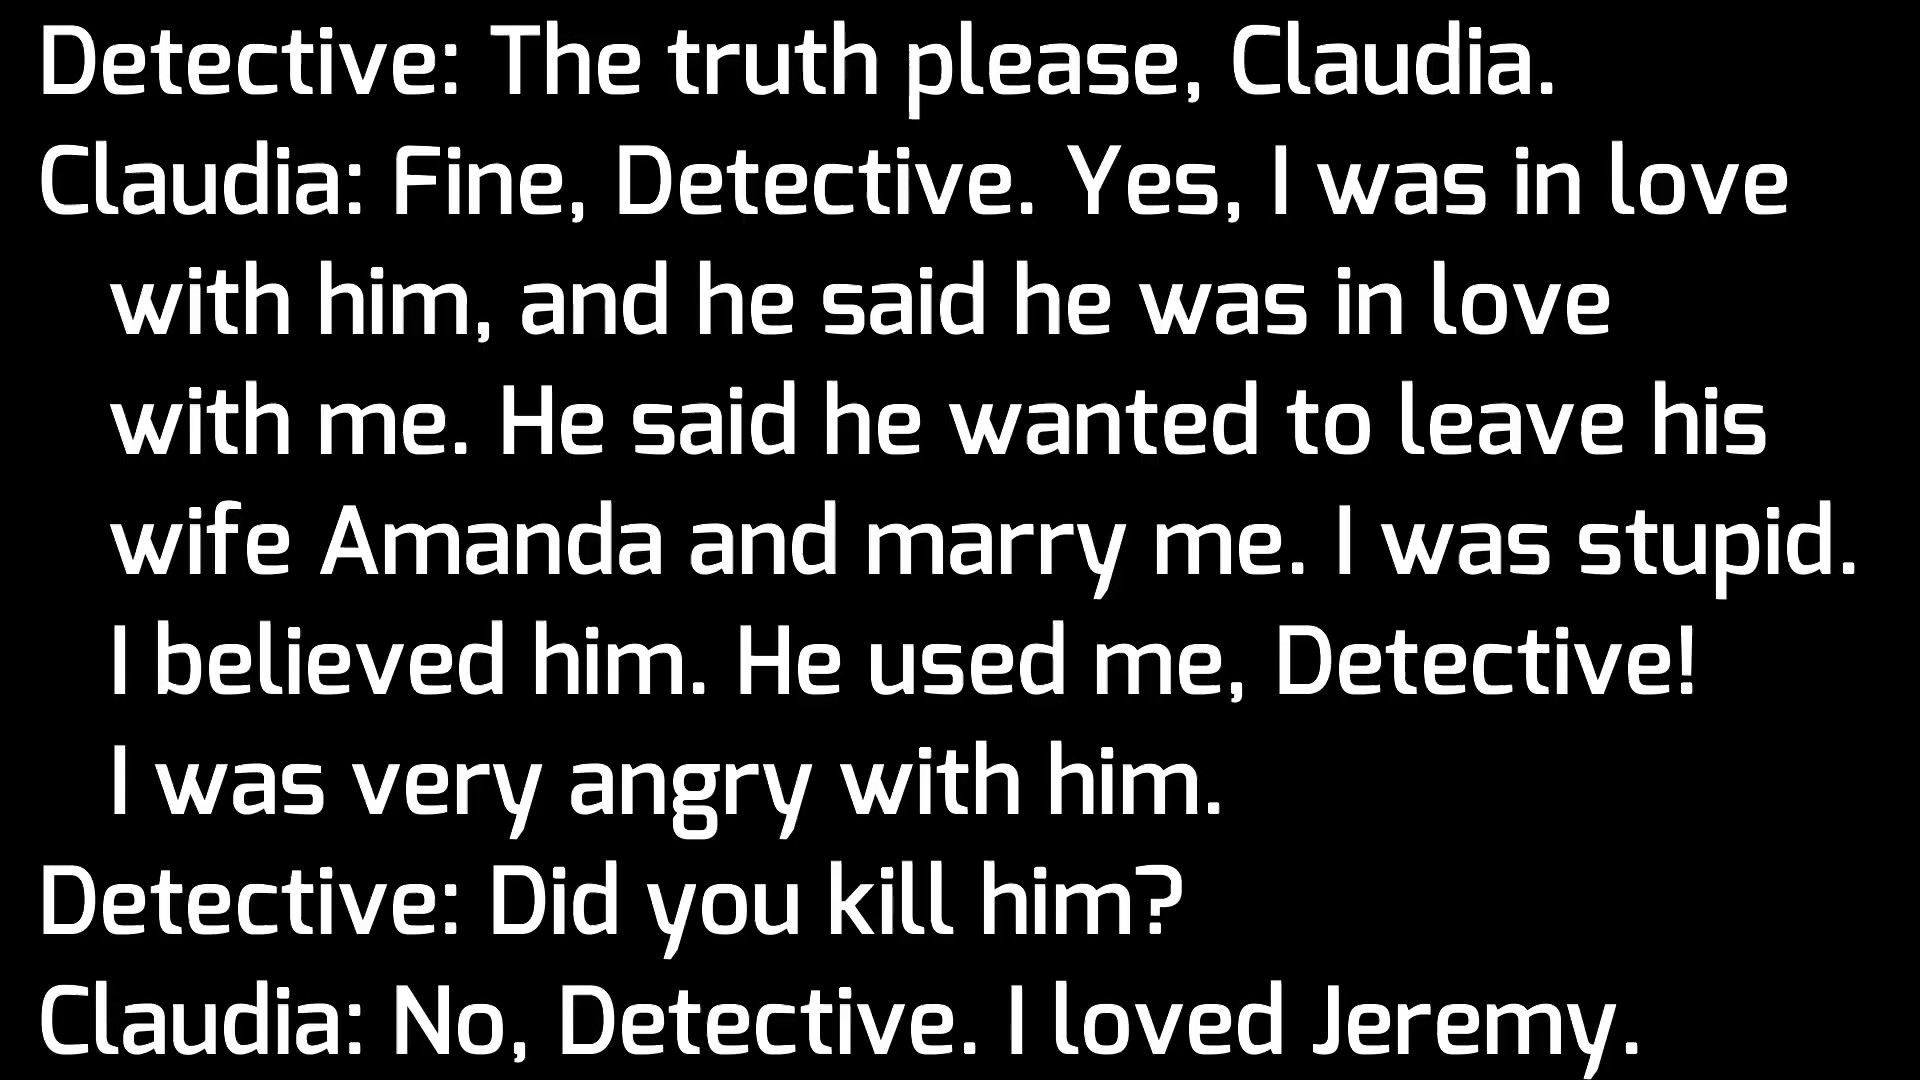 Detective: The truth please, Claudia.
Claudia: Fine, Detective. Yes, I was in love
with him, and he said he was in love
with me. He said he wanted to leave his
wife Amanda and marry me. I was stupid.
I believed him. He used me, Detective!
I was very angry with him.
Detective: Did you kill him?
Claudia: No, Detective. I loved Jeremy.